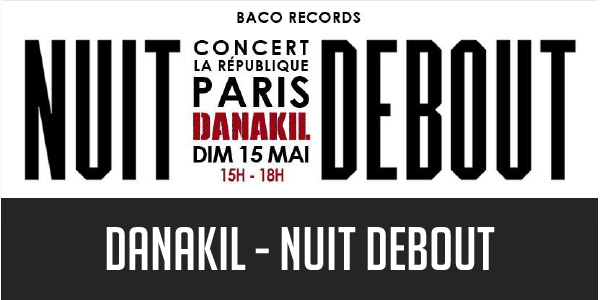 BACO RECORDS
NUIT DEBOUT
CONCERT
LA RÉPUBLIQUE
PARIS
DANAKIL
DIM 15 MAI
15H - 18H
DANAKIL - NUIT DEBOUT